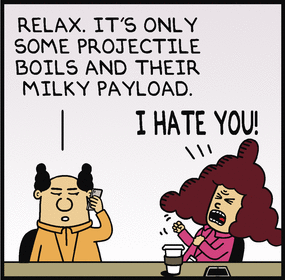 RELAX. IT'S ONLY
SOME PROJECTILE
BOILS AND THEIR
MILKY PAYLOAD.
I HATE YOU!